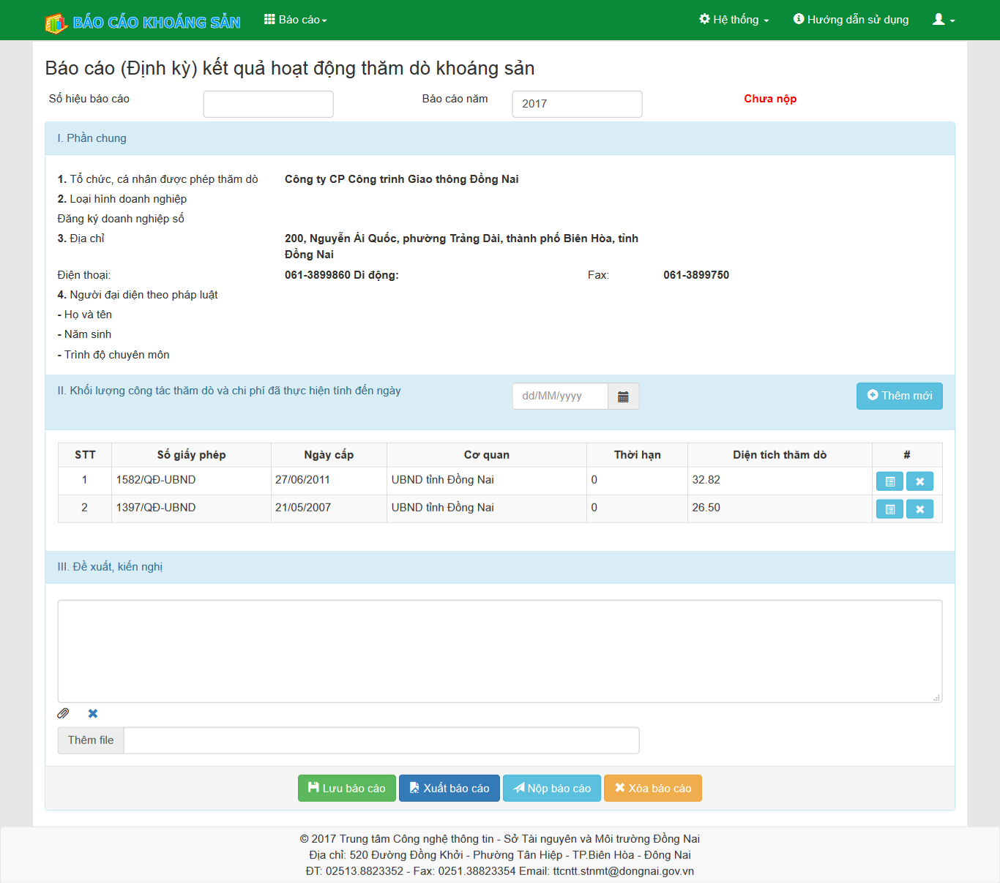 BÁO CÁO KHOÁNG SẢN Báo cáo Hệ thống Hướng dẫn sử dụng
Báo cáo (Định kỳ) kết quả hoạt động thăm dò khoáng sản
Số hiệu báo cáo Báo cáo năm 2017 Chưa nộp
I. Phần chung
1. Tổ chức, cá nhân được phép thăm dò Công ty CP Công trình Giao thông Đồng Nai
2. Loại hình doanh nghiệp
Đăng ký doanh nghiệp số
3. Địa chỉ 200, Nguyễn Ái Quốc, phường Trảng Dài, thành phố Biên Hòa, tỉnh
Đồng Nai
Điện thoại: 061-3899860 Di động: Fax: 061-3899750
4. Người đại diện theo pháp luật
- Họ và tên
- Năm sinh
- Trình độ chuyên môn
II. Khối lượng công tác thăm dò và chi phí đã thực hiện tính đến ngày dd/MM/yyyy Thêm mới
STT Số giấy phép Ngày cấp Cơ quan Thời hạn Diện tích thăm dò #
1 1582/QĐ-UBND 27/06/2011 UBND tỉnh Đồng Nai 0 32.82
2 1397/QĐ-UBND 21/05/2007 UBND tỉnh Đồng Nai 0 26.50
III. Đề xuất, kiến nghị
Thêm file
Lưu báo cáo Xuất báo cáo Nộp báo cáo Xóa báo cáo
© 2017 Trung tâm Công nghệ thông tin - Sở Tài nguyên và Môi trường Đồng Nai
Địa chỉ: 520 Đường Đồng Khởi - Phường Tân Hiệp - TP.Biên Hòa - Đông Nai
ĐT: 02513.8823352 - Fax: 0251.38823354 Email: ttcntt.stnmt@dongnai.gov.vn